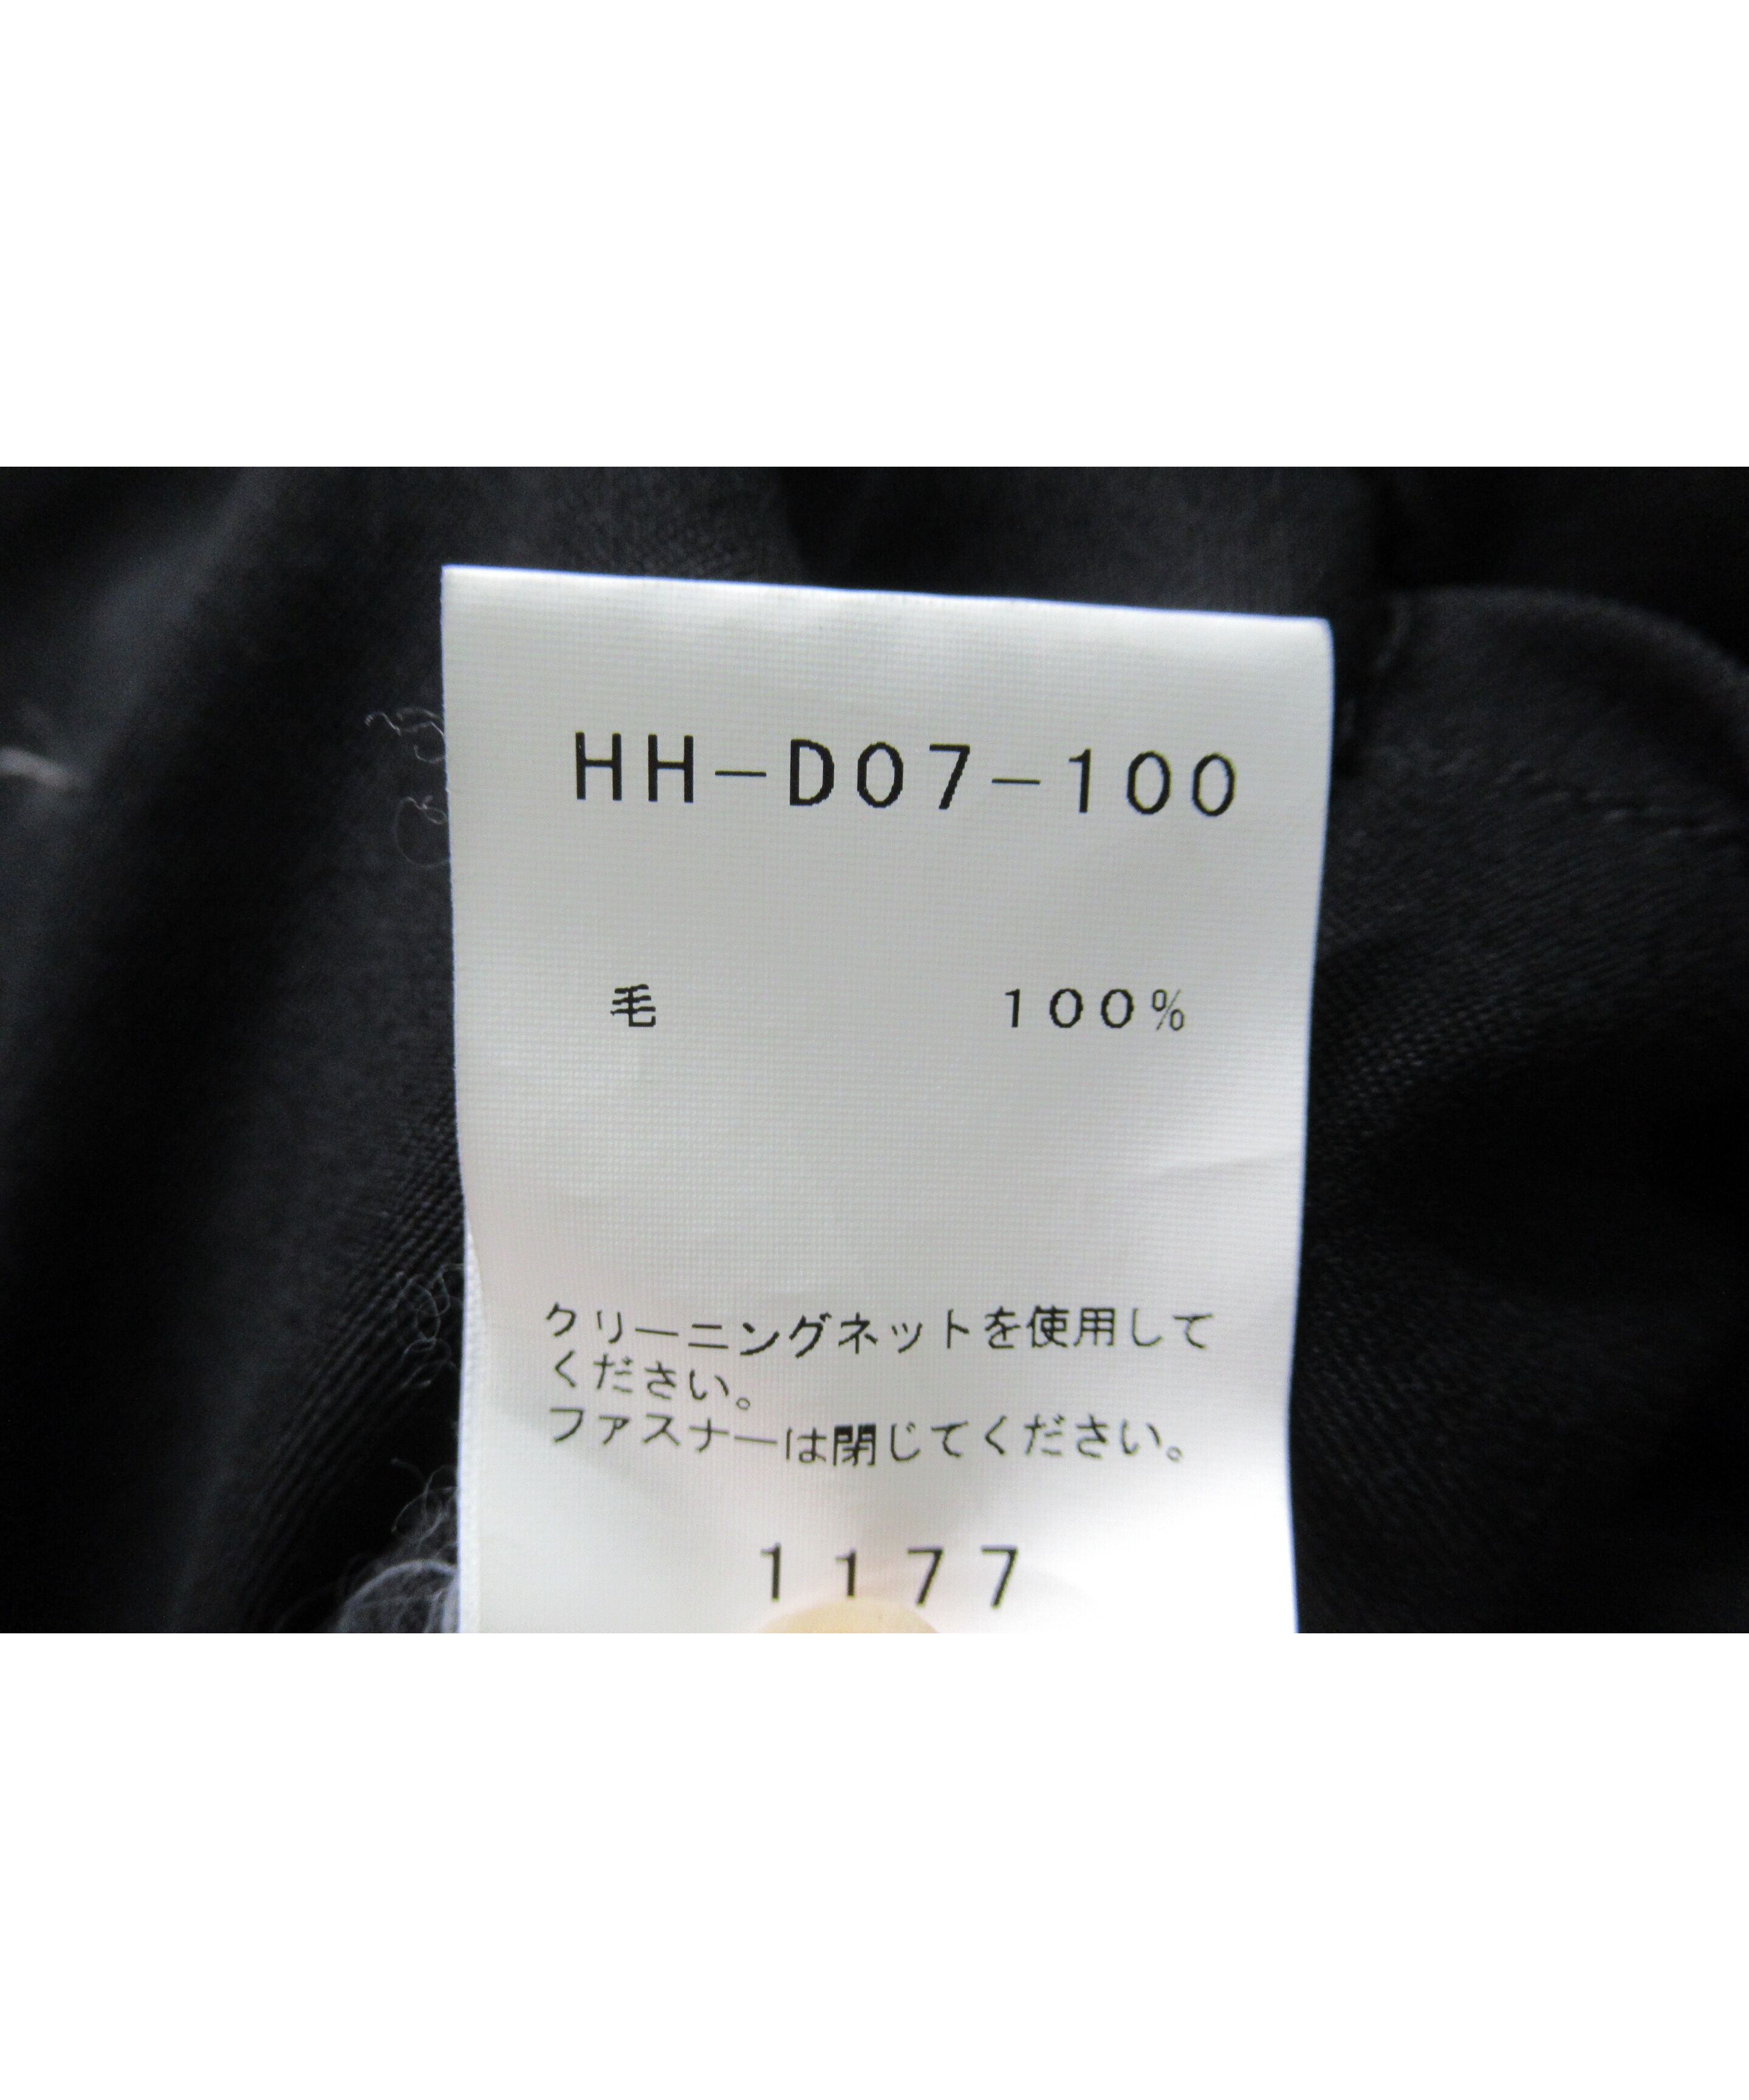 HH-D07-100
毛 100%
クリーニングネットを使用して
ください。
ファスナーは閉じてください。
1177